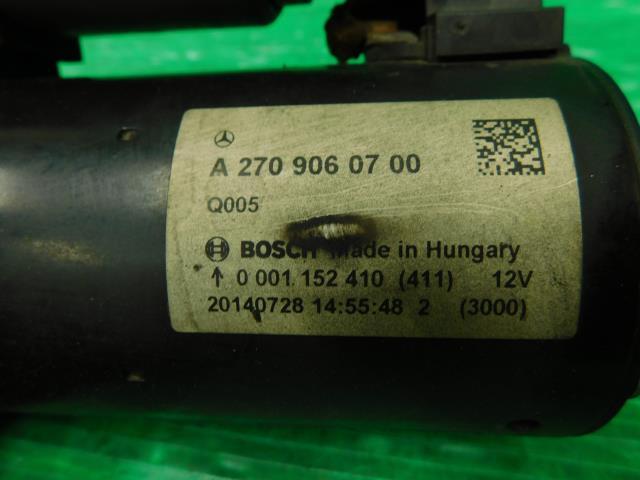 A 270 906 07 00
Q005
BOSCH Made in Hungary
↑ 0 001 152 410 (411) 12V
20140728 14:55:48 2 (3000)